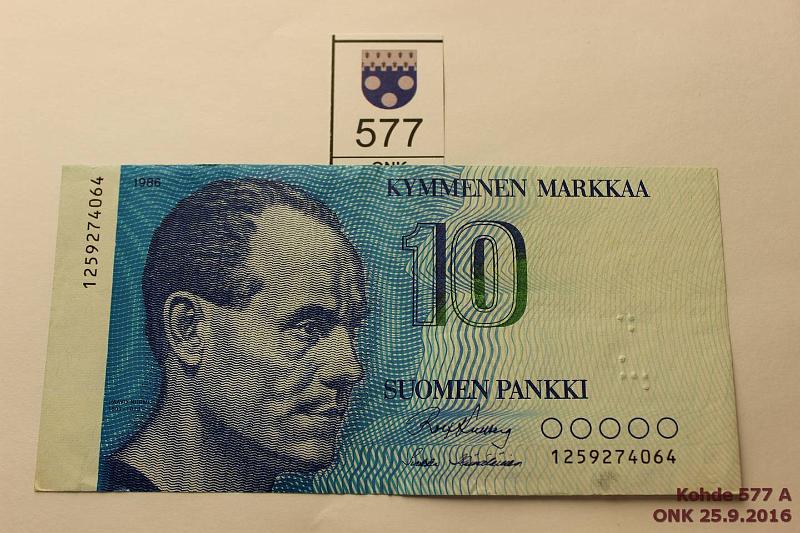 577
ONK
1259274064
1986
KYMMENEN MARKKAA
10
SUOMEN PANKKI
1259274064
Kohde 577 A
ONK 25.9.2016